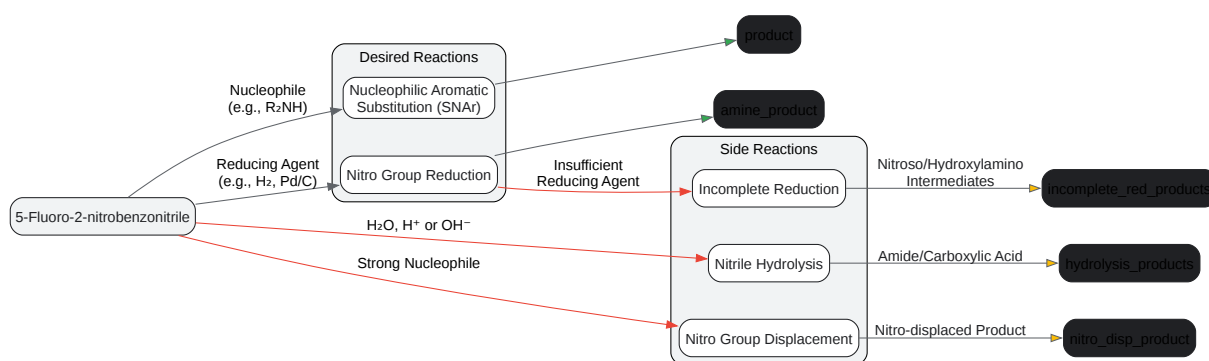 product
Desired Reactions
Nucleophilic Aromatic
Substitution (SNAr)
Nucleophile
(e.g., R₂NH)
amine_product
Side Reactions
Reducing Agent
(e.g., H₂, Pd/C)
Nitro Group Reduction
Insufficient
Reducing Agent
Incomplete Reduction
Nitroso/Hydroxylamino
Intermediates
incomplete_red_products
5-Fluoro-2-nitrobenzonitrile
H₂O, H⁺ or OH⁻
Nitrile Hydrolysis
Amide/Carboxylic Acid
hydrolysis_products
Strong Nucleophile
Nitro Group Displacement
Nitro-displaced Product
nitro_disp_product